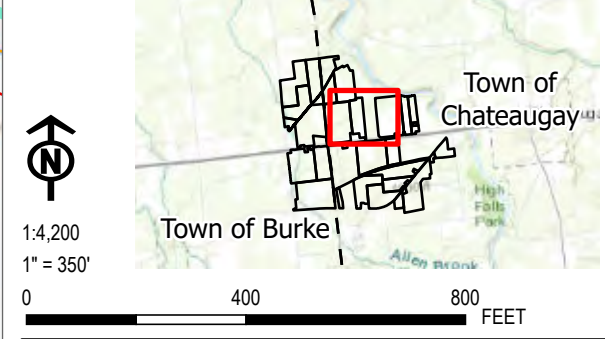 Town of
Chateaugay
N
Town of Burke
High
Falls
Park
Allen Brook
1:4,200
1" = 350'
0 400 800
FEET